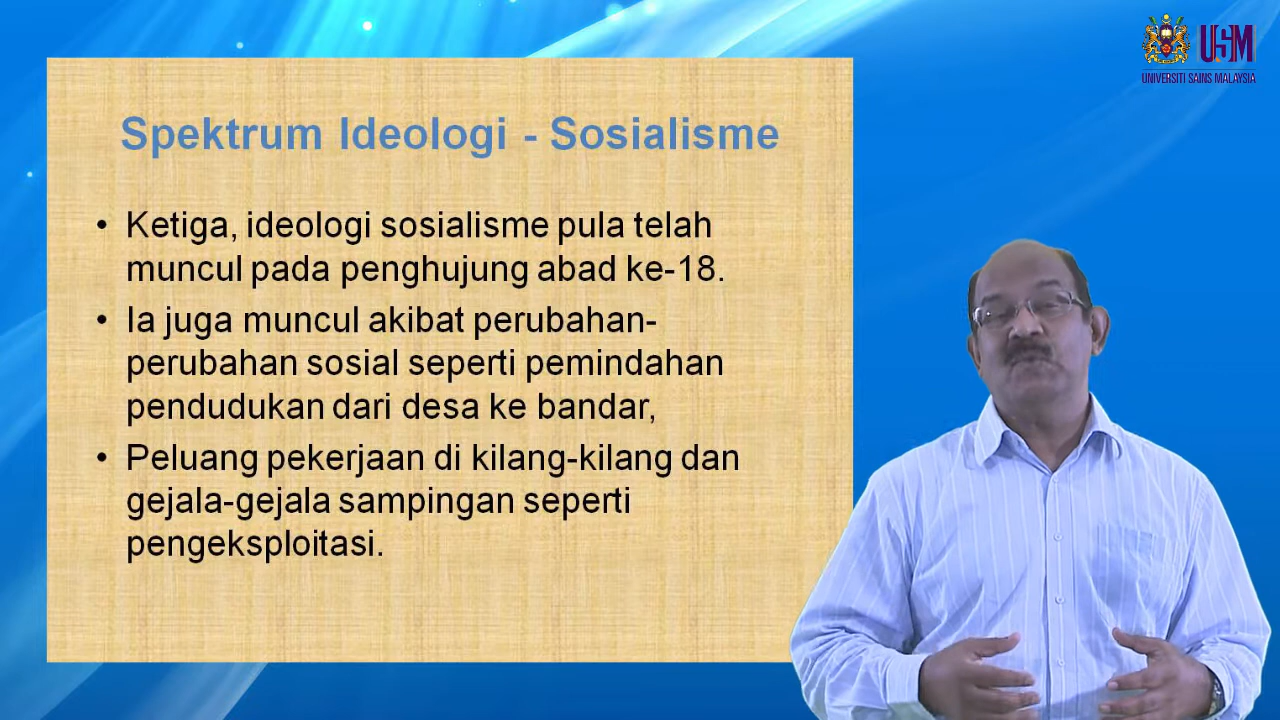 USM
UNIVERSITI SAINS MALAYSIA
Spektrum Ideologi - Sosialisme
• Ketiga, ideologi sosialisme pula telah
muncul pada penghujung abad ke-18.
• Ia juga muncul akibat perubahan-
perubahan sosial seperti pemindahan
pendudukan dari desa ke bandar,
• Peluang pekerjaan di kilang-kilang dan
gejala-gejala sampingan seperti
pengeksploitasi.